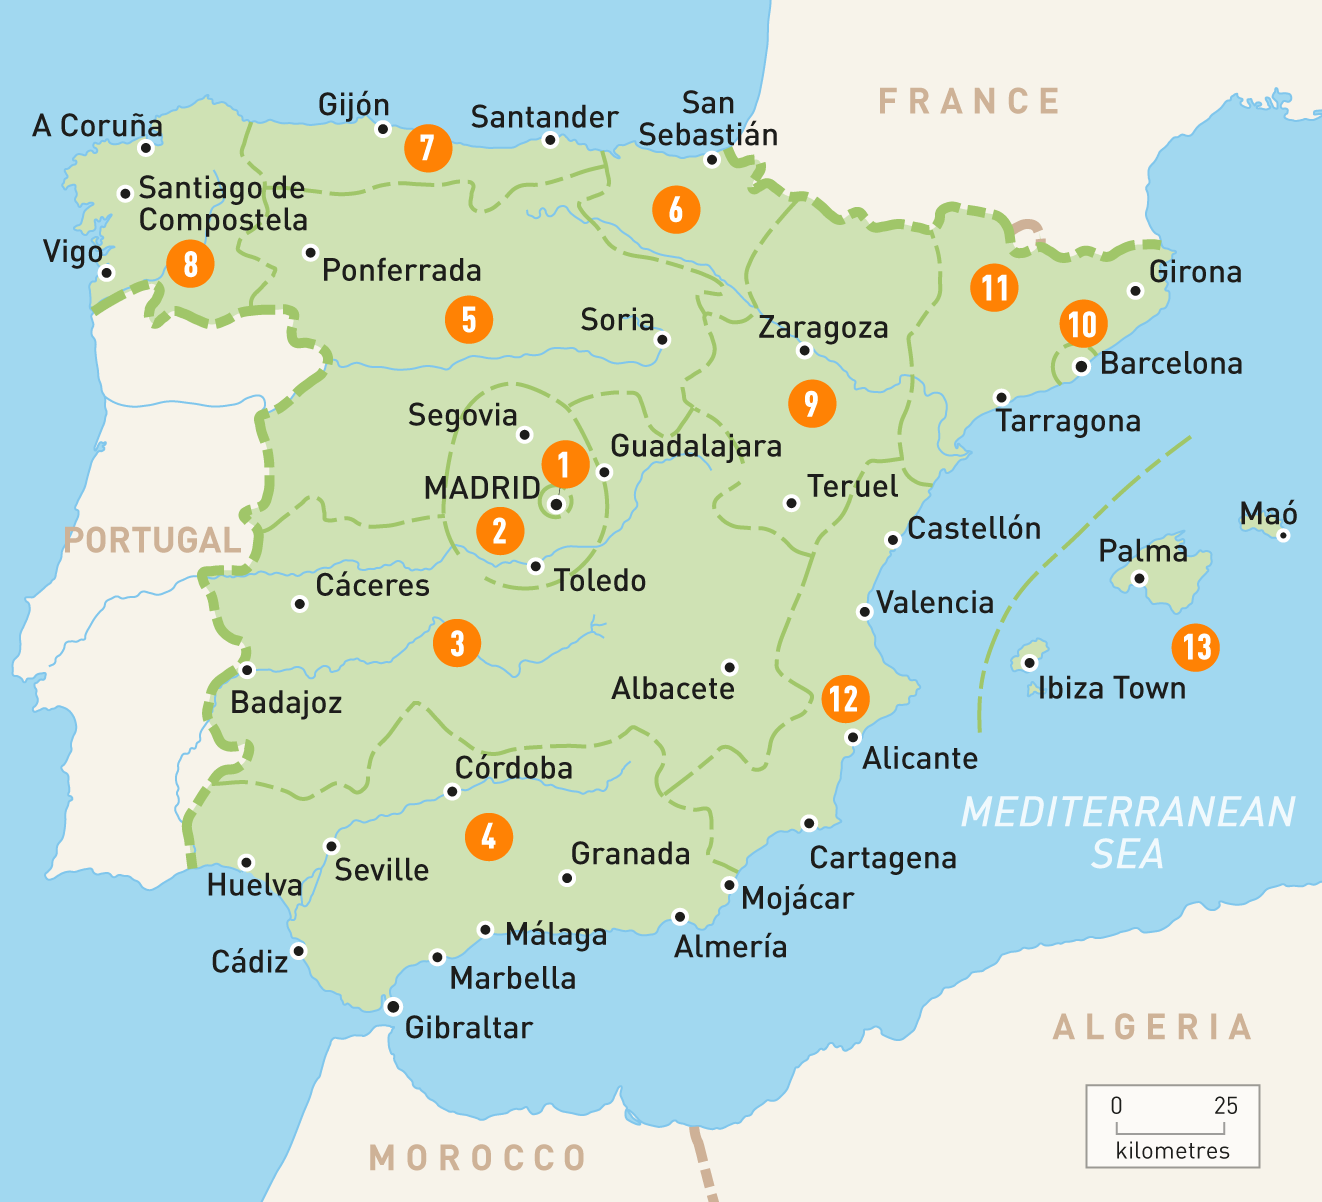 FRANCE
San
Sebastián
Gijón
Santander
A Coruña
7
Santiago de
Compostela
6
Vigo
8
Ponferrada
Girona
11
5
Soria
Zaragoza
10
Barcelona
9
Segovia
Tarragona
Guadalajara
1
MADRID
Teruel
Maó
2
PORTUGAL
Castellón
Palma
Toledo
Cáceres
Valencia
3
13
Albacete
Ibiza Town
Badajoz
12
Alicante
Córdoba
MEDITERRANEAN
SEA
4
Granada
Cartagena
Seville
Huelva
Mojácar
Málaga
Almería
Cádiz
Marbella
Gibraltar
ALGERIA
0 25
kilometres
MOROCCO